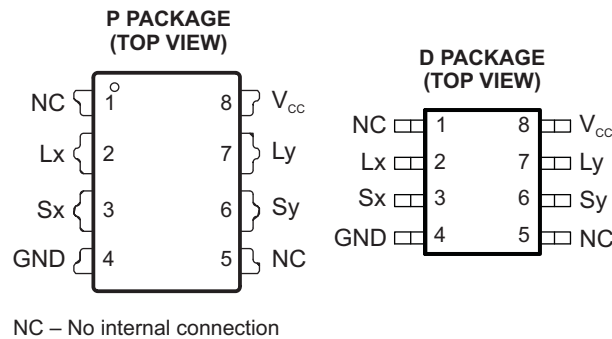 P PACKAGE
(TOP VIEW)
NC 1 8 VCC
Lx 2 7 Ly
Sx 3 6 Sy
GND 4 5 NC
D PACKAGE
(TOP VIEW)
NC 1 8 VCC
Lx 2 7 Ly
Sx 3 6 Sy
GND 4 5 NC
NC – No internal connection